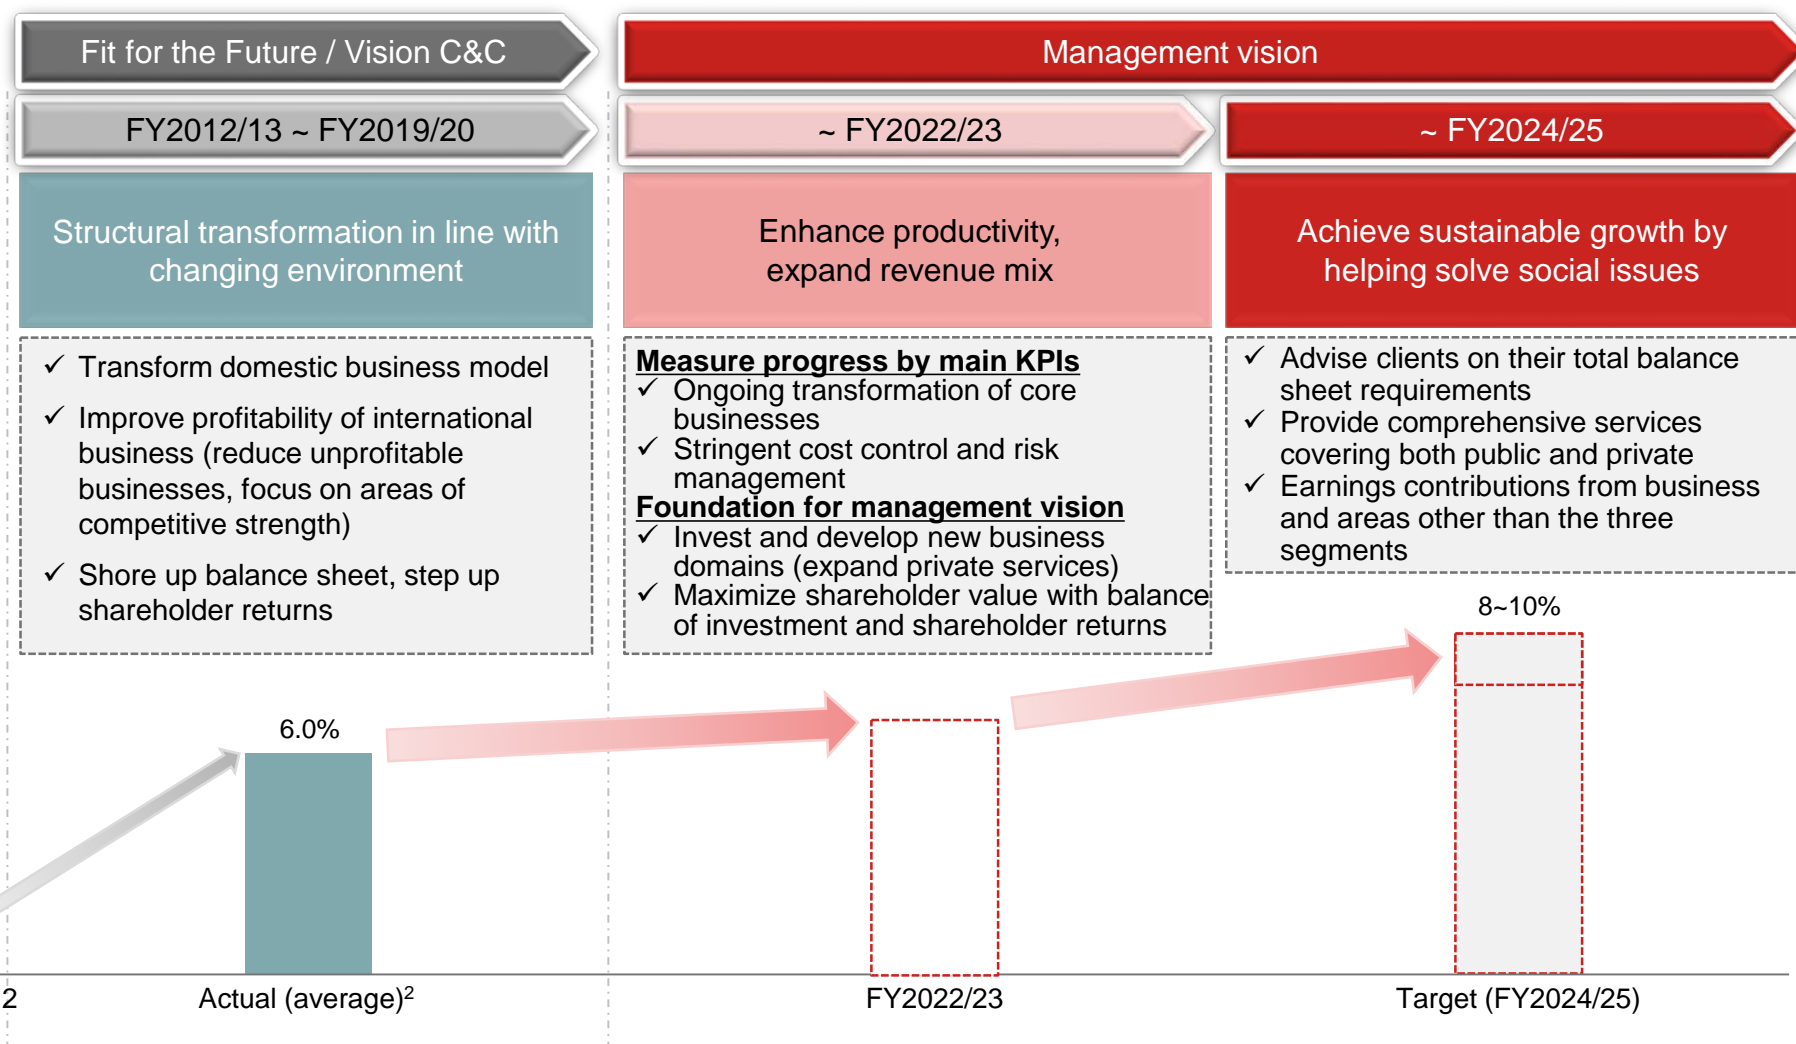 Fit for the Future / Vision C&C
Management vision
FY2012/13 ~ FY2019/20
~ FY2022/23
~ FY2024/25
Structural transformation in line with
changing environment
Enhance productivity,
expand revenue mix
Achieve sustainable growth by
helping solve social issues
✓ Transform domestic business model
✓ Improve profitability of international
business (reduce unprofitable
businesses, focus on areas of
competitive strength)
✓ Shore up balance sheet, step up
shareholder returns
Measure progress by main KPIs
✓ Ongoing transformation of core
businesses
✓ Stringent cost control and risk
management
Foundation for management vision
✓ Invest and develop new business
domains (expand private services)
✓ Maximize shareholder value with balance
of investment and shareholder returns
✓ Advise clients on their total balance
sheet requirements
✓ Provide comprehensive services
covering both public and private
✓ Earnings contributions from business
and areas other than the three
segments
8~10%
6.0%
2
Actual (average)2
FY2022/23
Target (FY2024/25)